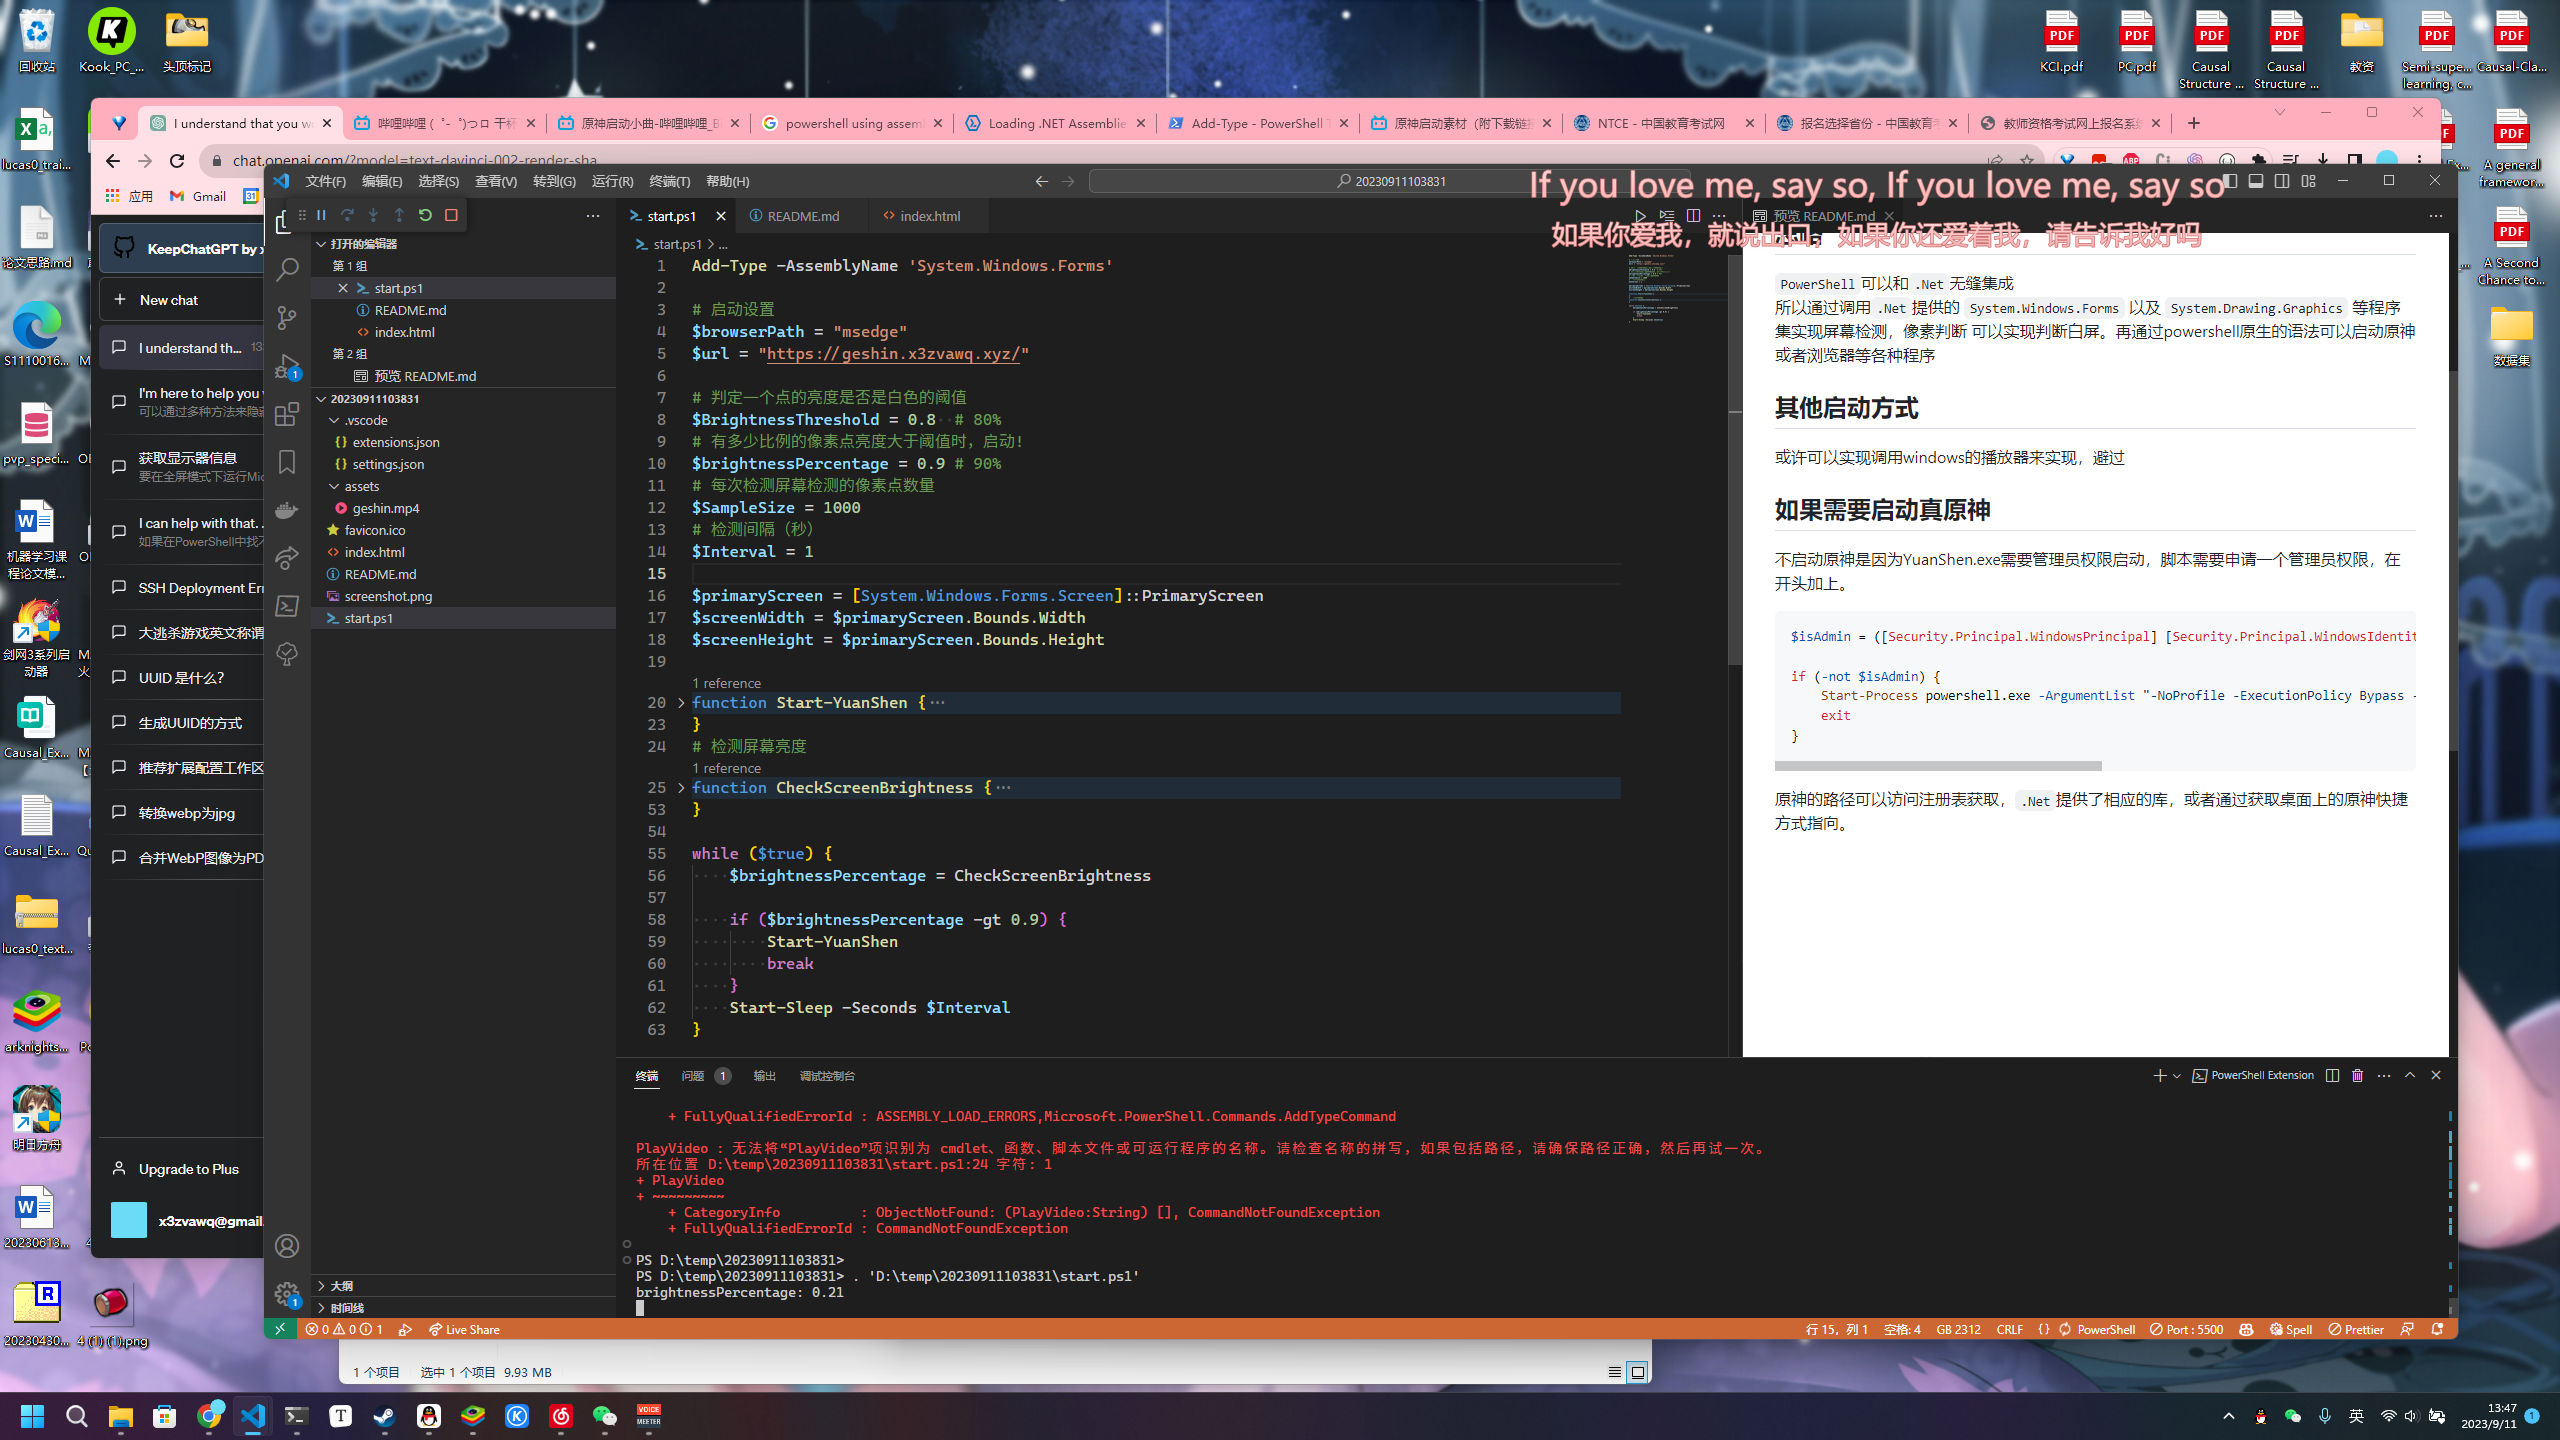 回收站
Kook_PC_...
头顶标记
KCI.pdf
PC.pdf
Causal Structure ...
Causal Structure ...
教资
Semi-supe... learning, c...
Causal-Cla...
lucas0_trai...
论文思路.md
S1110016...
pvp_speci...
机器学习课程论文模...
剑网3系列启动器
Causal_Ex...
Causal_Ex...
lucas0_text...
arknights...
明日方舟
20230613...
20230430...
4 (1) (1).png
A general framewor...
A Second Chance to...
数据集
I understand that you wo
哔哩哔哩 (゜-゜)つロ 干杯
原神启动小曲-哔哩哔哩_Bi
powershell using assem
Loading .NET Assemblie
Add-Type - PowerShell T
原神启动素材（附下载链接
NTCE - 中国教育考试网
报名选择省份 - 中国教育考
教师资格考试网上报名系统
chat.openai.com/?model=text-davinci-002-render-sha
应用
Gmail
KeepChatGPT by x
New chat
I understand th...
I'm here to help you w
可以通过多种方法来隐藏
获取显示器信息
要在全屏模式下运行Mic
I can help with that. .
如果在PowerShell中找不
SSH Deployment Err
大逃杀游戏英文称谓
UUID 是什么?
生成UUID的方式
推荐扩展配置工作区
转换webp为jpg
合并WebP图像为PD
Upgrade to Plus
x3zvawq@gmail.
文件(F) 编辑(E) 选择(S) 查看(V) 转到(G) 运行(R) 终端(T) 帮助(H)
20230911103831
If you love me, say so, If you love me, say so
如果你爱我，就说出口，如果你还爱着我，请告诉我好吗
打开的编辑器
第 1 组
start.ps1
README.md
index.html
第 2 组
预览 README.md
20230911103831
.vscode
extensions.json
settings.json
assets
geshin.mp4
favicon.ico
index.html
README.md
screenshot.png
start.ps1
大纲
时间线
start.ps1
README.md
index.html
start.ps1 > ...
1 Add-Type -AssemblyName 'System.Windows.Forms'
2
3 # 启动设置
4 $browserPath = "msedge"
5 $url = "https://geshin.x3zvawq.xyz/"
6
7 # 判定一个点的亮度是否是白色的阈值
8 $BrightnessThreshold = 0.8 # 80%
9 # 有多少比例的像素点亮度大于阈值时，启动！
10 $brightnessPercentage = 0.9 # 90%
11 # 每次检测屏幕检测的像素点数量
12 $SampleSize = 1000
13 # 检测间隔（秒）
14 $Interval = 1
15
16 $primaryScreen = [System.Windows.Forms.Screen]::PrimaryScreen
17 $screenWidth = $primaryScreen.Bounds.Width
18 $screenHeight = $primaryScreen.Bounds.Height
19
1 reference
20 function Start-YuanShen {···
23 }
24 # 检测屏幕亮度
1 reference
25 function CheckScreenBrightness {···
53 }
54
55 while ($true) {
56 $brightnessPercentage = CheckScreenBrightness
57
58 if ($brightnessPercentage -gt 0.9) {
59 Start-YuanShen
60 break
61 }
62 Start-Sleep -Seconds $Interval
63 }
预览 README.md
PowerShell 可以和 .Net 无缝集成
所以通过调用 .Net 提供的 System.Windows.Forms 以及 System.Drawing.Graphics 等程序
集实现屏幕检测，像素判断 可以实现判断白屏。再通过powershell原生的语法可以启动原神
或者浏览器等各种程序
其他启动方式
或许可以实现调用windows的播放器来实现，避过
如果需要启动真原神
不启动原神是因为YuanShen.exe需要管理员权限启动，脚本需要申请一个管理员权限，在
开头加上。
$isAdmin = ([Security.Principal.WindowsPrincipal] [Security.Principal.WindowsIdentit
if (-not $isAdmin) {
Start-Process powershell.exe -ArgumentList "-NoProfile -ExecutionPolicy Bypass -
exit
}
原神的路径可以访问注册表获取，.Net 提供了相应的库，或者通过获取桌面上的原神快捷
方式指向。
终端 问题 1 输出 调试控制台
PowerShell Extension
+ FullyQualifiedErrorId : ASSEMBLY_LOAD_ERRORS,Microsoft.PowerShell.Commands.AddTypeCommand
PlayVideo : 无法将“PlayVideo”项识别为 cmdlet、函数、脚本文件或可运行程序的名称。请检查名称的拼写，如果包括路径，请确保路径正确，然后再试一次。
所在位置 D:\temp\20230911103831\start.ps1:24 字符: 1
+ PlayVideo
+ ~~~~~~~~~
+ CategoryInfo : ObjectNotFound: (PlayVideo:String) [], CommandNotFoundException
+ FullyQualifiedErrorId : CommandNotFoundException
PS D:\temp\20230911103831>
PS D:\temp\20230911103831> . 'D:\temp\20230911103831\start.ps1'
brightnessPercentage: 0.21
0 0 1
Live Share
行 15，列 1
空格: 4
GB 2312
CRLF
PowerShell
Port : 5500
Spell
Prettier
1 个项目
选中 1 个项目 9.93 MB
VOICE MEETER
英
13:47
2023/9/11
1